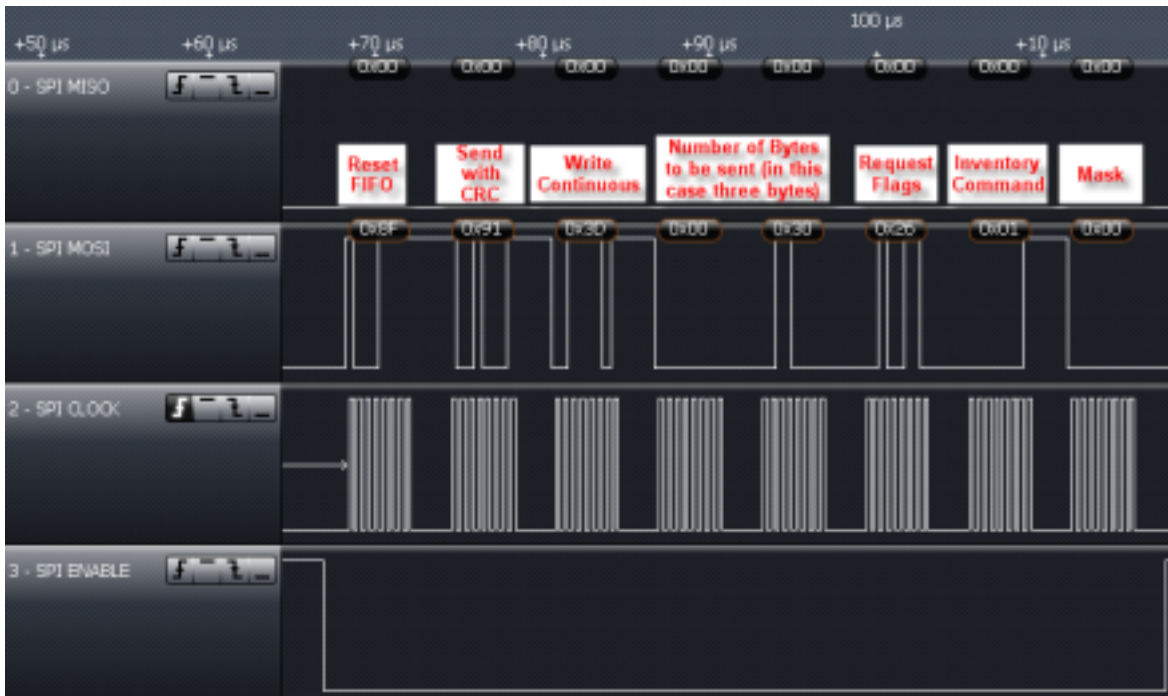 100 µs
+50 µs +60 µs +70 µs +80 µs +90 µs +10 µs
0x00 0x00 0x00 0x00 0x00 0x00 0x00 0x00
0 - SPI MISO
Reset
FIFO
Send
with
CRC
Write
Continuous
Number of Bytes
to be sent (in this
case three bytes)
Request
Flags
Inventory
Command
Mask
0x8F 0x91 0x3D 0x00 0x30 0x26 0x01 0x00
1 - SPI MOSI
2 - SPI CLOCK
3 - SPI ENABLE